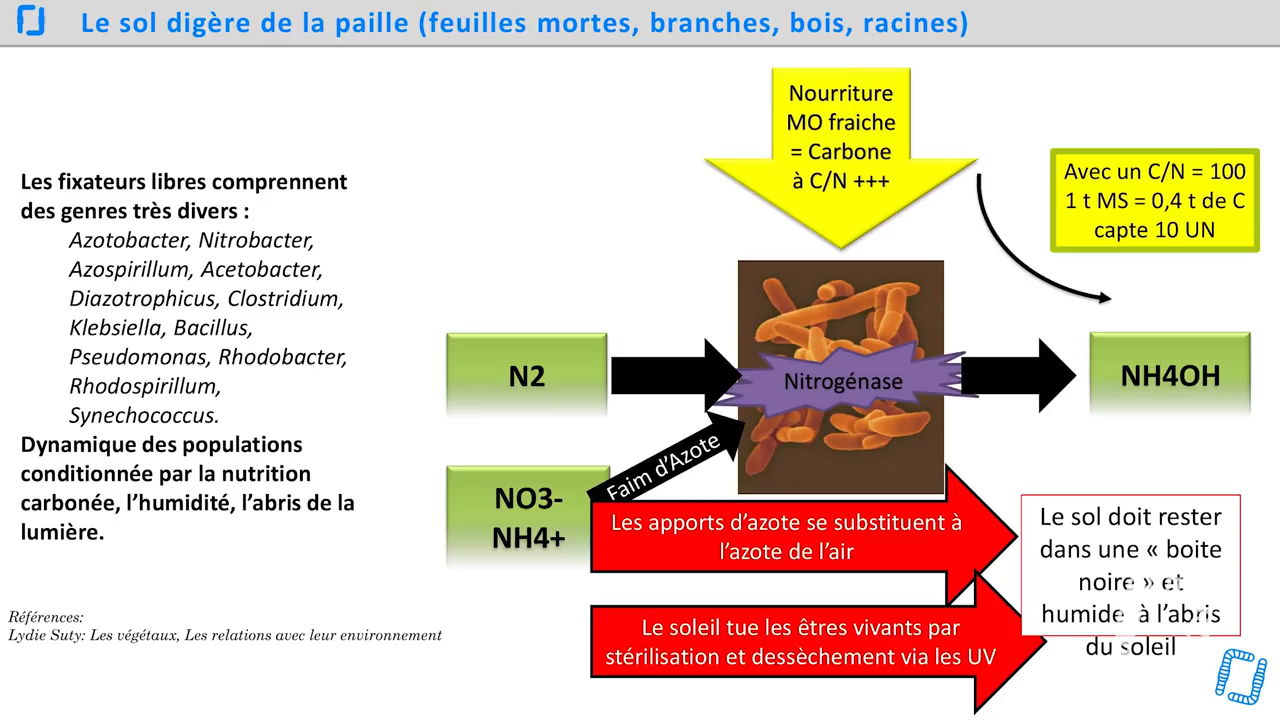 Le sol digère de la paille (feuilles mortes, branches, bois, racines)
Nourriture
MO fraiche
= Carbone
à C/N +++
Avec un C/N = 100
1 t MS = 0,4 t de C
capte 10 UN
Les fixateurs libres comprennent
des genres très divers :
Azotobacter, Nitrobacter,
Azospirillum, Acetobacter,
Diazotrophicus, Clostridium,
Klebsiella, Bacillus,
Pseudomonas, Rhodobacter,
Rhodospirillum,
Synechococcus.
Dynamique des populations
conditionnée par la nutrition
carbonée, l'humidité, l'abris de la
lumière.
N2
Nitrogénase
NH4OH
Faim d'Azote
NO3-
NH4+
Les apports d'azote se substituent à
l'azote de l'air
Le soleil tue les êtres vivants par
stérilisation et dessèchement via les UV
Le sol doit rester
dans une « boite
noire » et
humide à l'abris
du soleil
Références:
Lydie Suty: Les végétaux, Les relations avec leur environnement